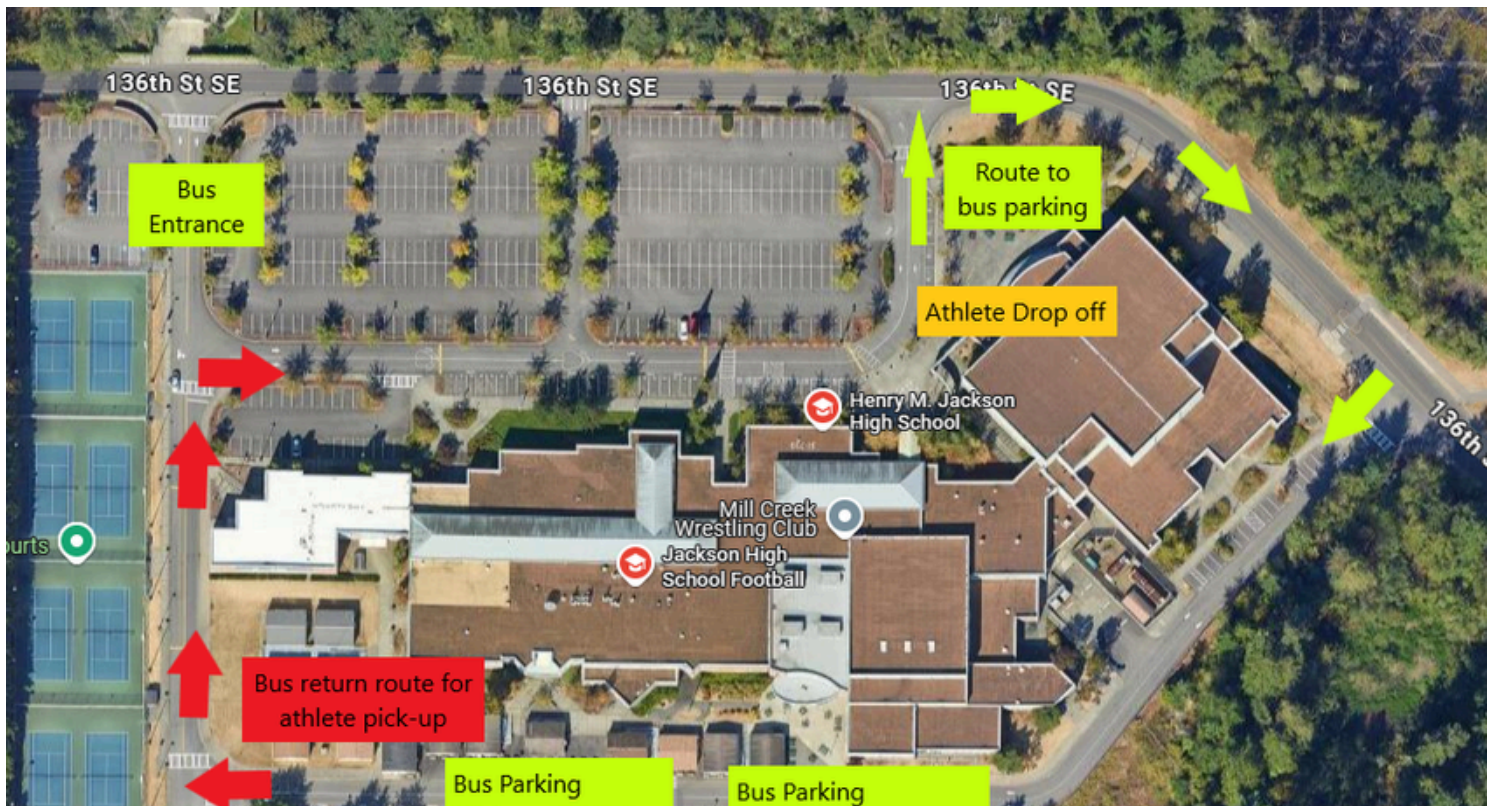 136th St SE
136th St SE
136th St SE
Bus
Entrance
Route to
bus parking
Athlete Drop off
Henry M. Jackson
High School
136th S
Mill Creek
Wrestling Club
ourts
Jackson High
School Football
Bus return route for
athlete pick-up
Bus Parking
Bus Parking